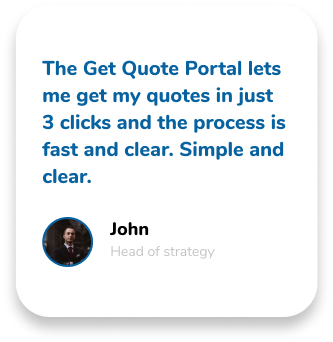 The Get Quote Portal lets
me get my quotes in just
3 clicks and the process is
fast and clear. Simple and
clear.
John
Head of strategy